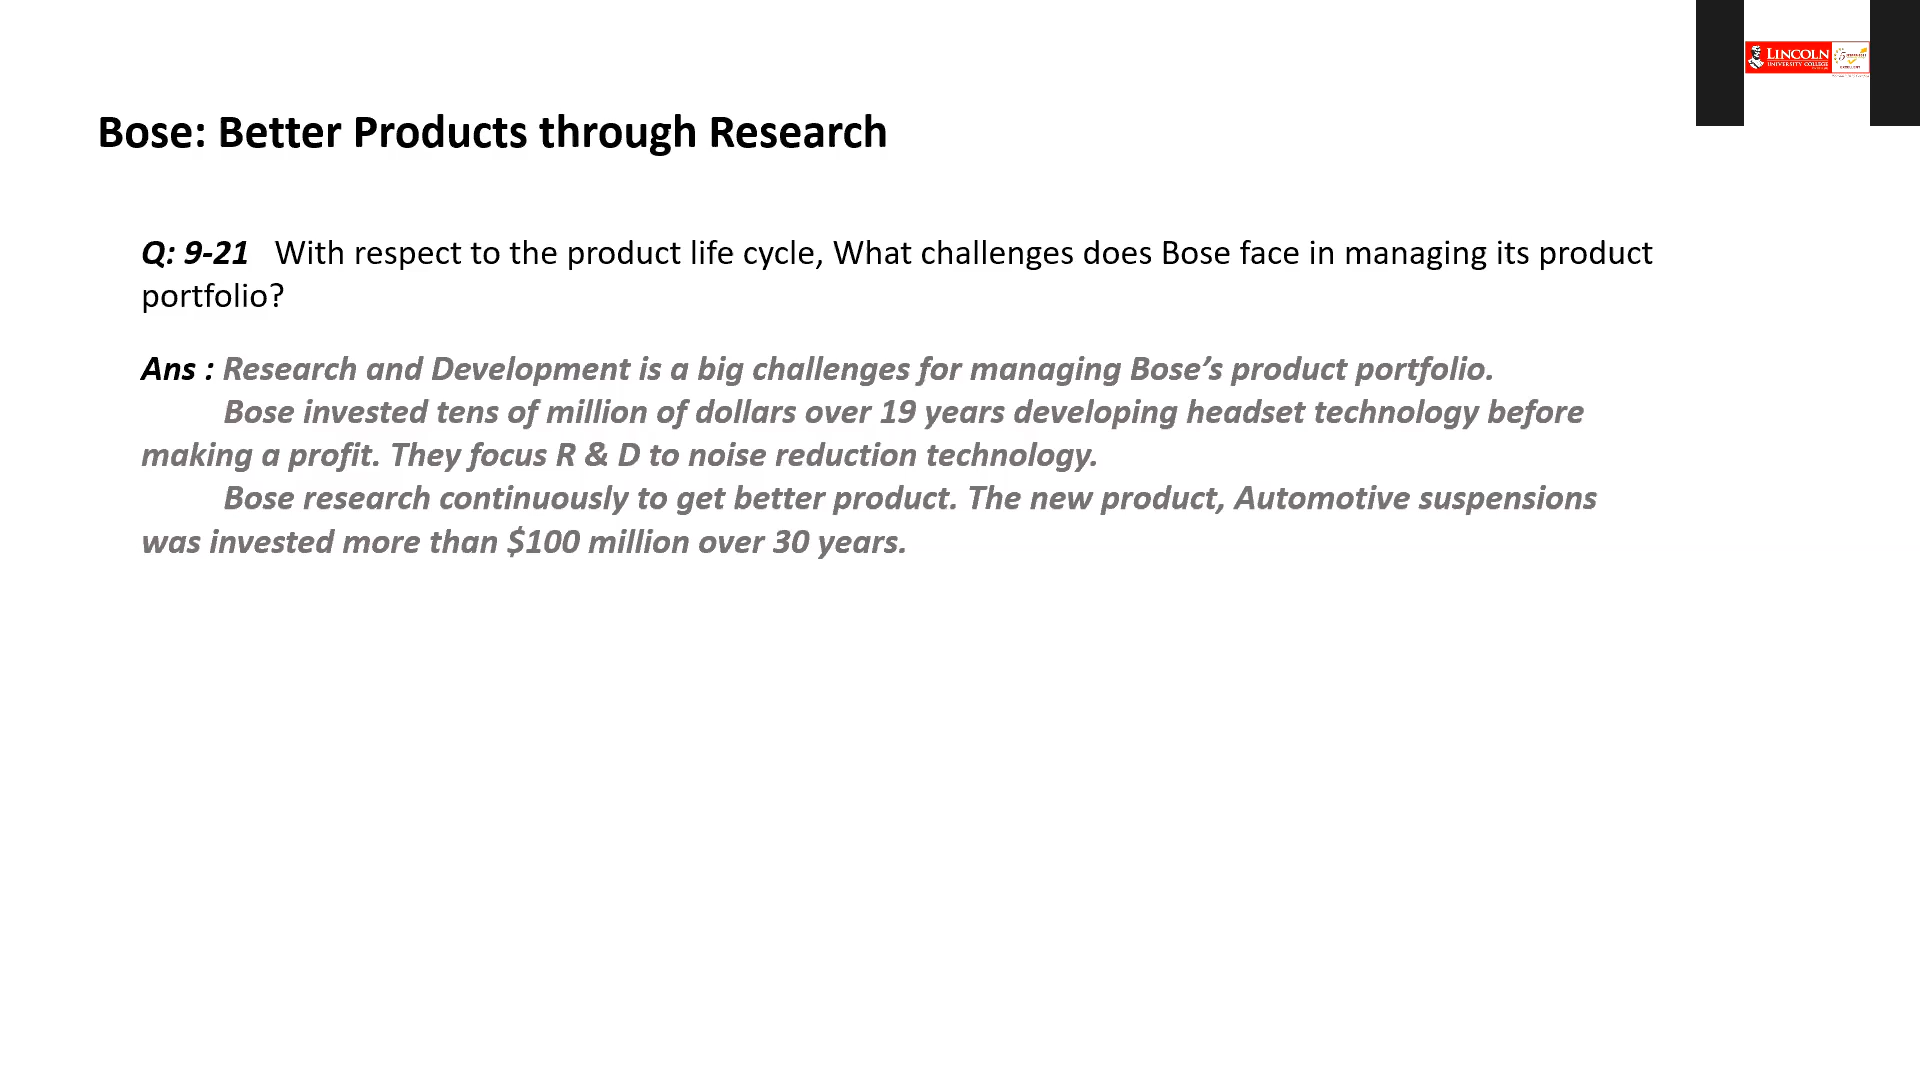 LINCOLN
UNIVERSITY COLLEGE
Bose: Better Products through Research
Q: 9-21 With respect to the product life cycle, What challenges does Bose face in managing its product
portfolio?
Ans : Research and Development is a big challenges for managing Bose’s product portfolio.
Bose invested tens of million of dollars over 19 years developing headset technology before
making a profit. They focus R & D to noise reduction technology.
Bose research continuously to get better product. The new product, Automotive suspensions
was invested more than $100 million over 30 years.